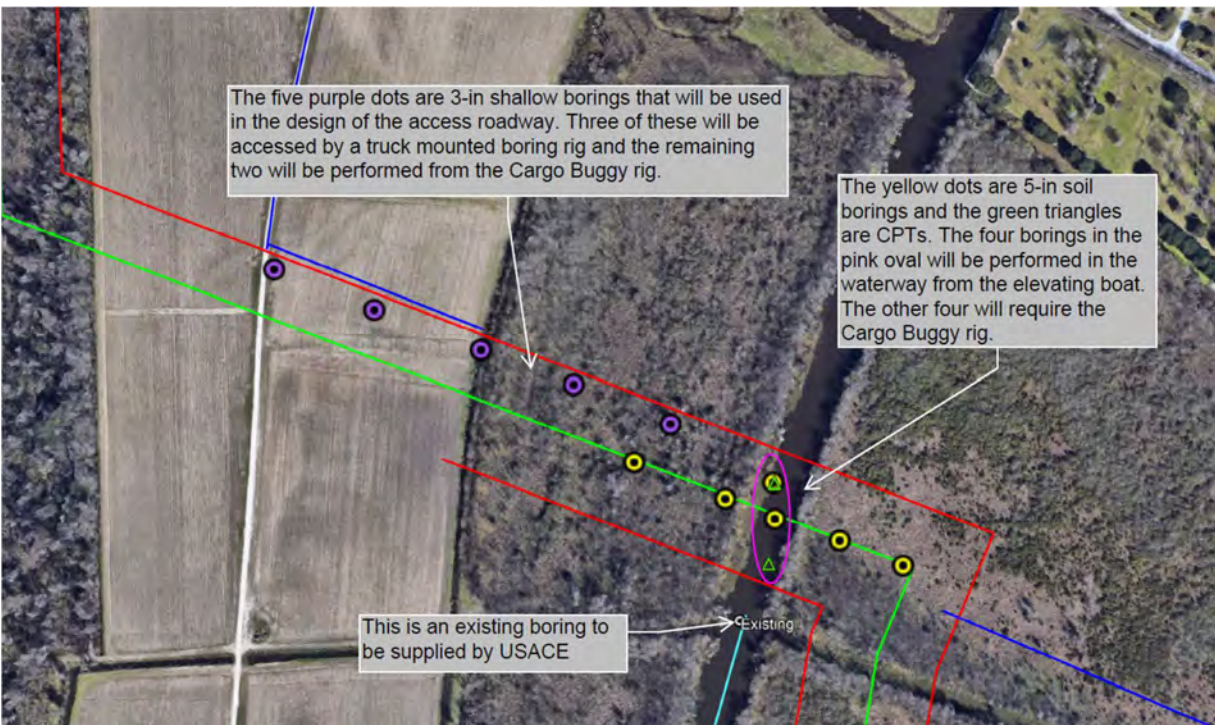 The five purple dots are 3-in shallow borings that will be used
in the design of the access roadway. Three of these will be
accessed by a truck mounted boring rig and the remaining
two will be performed from the Cargo Buggy rig.
The yellow dots are 5-in soil
borings and the green triangles
are CPTs. The four borings in the
pink oval will be performed in the
waterway from the elevating boat.
The other four will require the
Cargo Buggy rig.
This is an existing boring to
be supplied by USACE
Existing